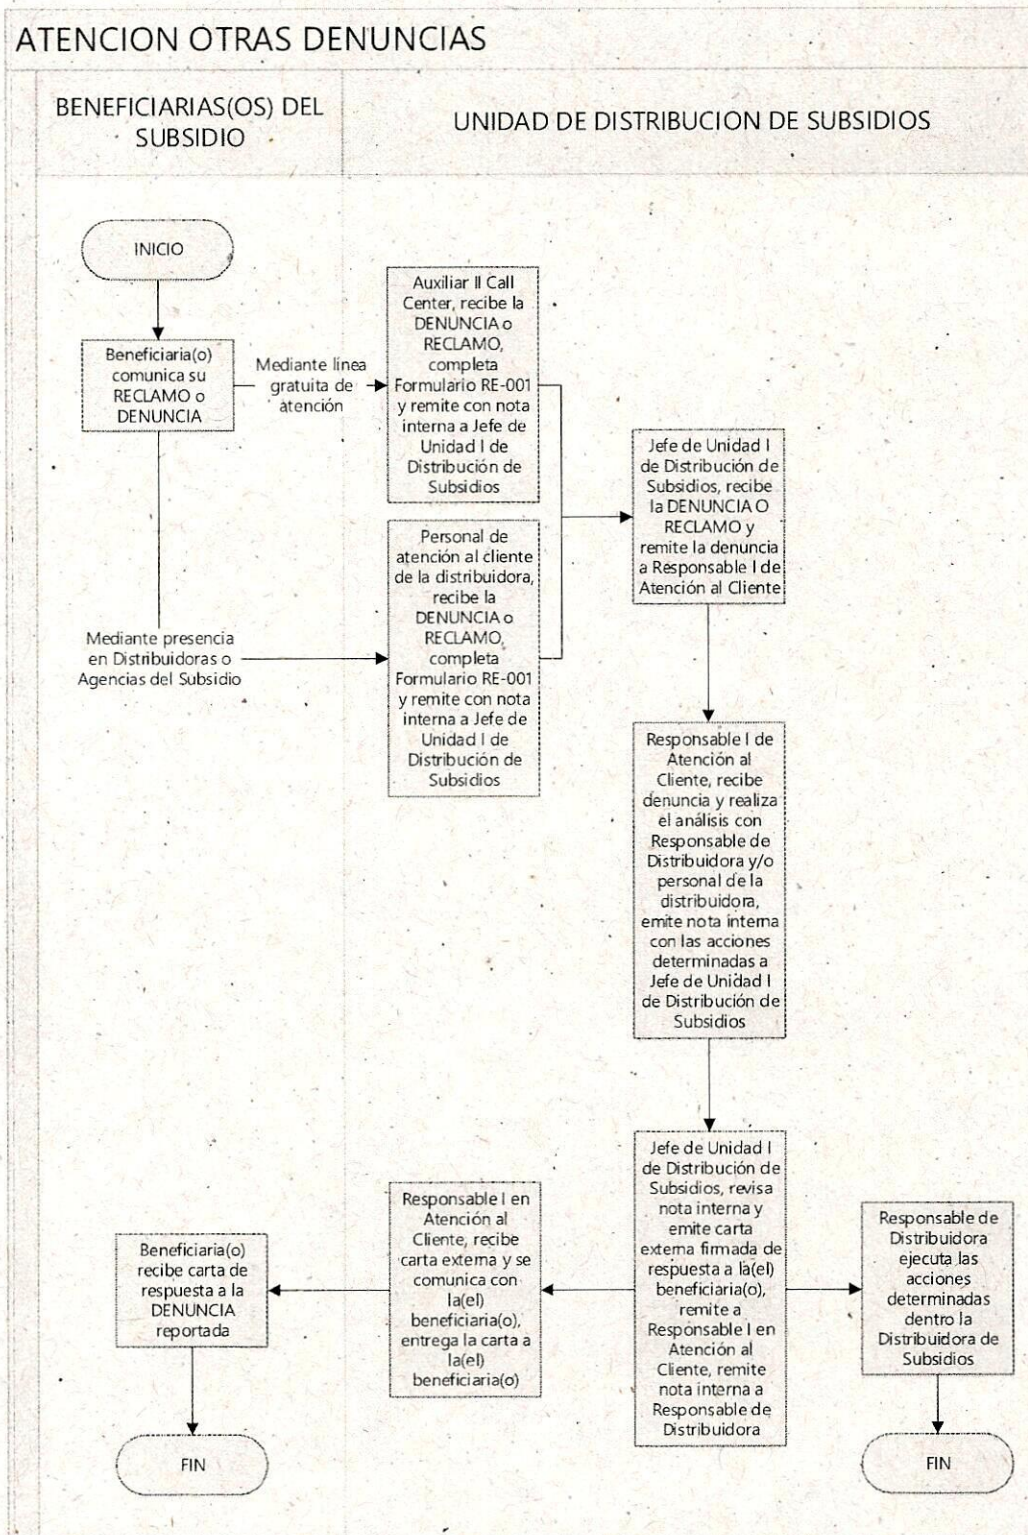 ATENCION OTRAS DENUNCIAS
BENEFICIARIAS(OS) DEL
SUBSIDIO
UNIDAD DE DISTRIBUCION DE SUBSIDIOS
INICIO
Beneficiaria(o)
comunica su
RECLAMO o
DENUNCIA
Mediante línea
gratuita de
atención
Auxiliar II Call
Center, recibe la
DENUNCIA o
RECLAMO,
completa
Formulario RE-001
y remite con nota
interna a Jefe de
Unidad I de
Distribución de
Subsidios
Mediante presencia
en Distribuidoras o
Agencias del Subsidio
Personal de
atención al cliente
de la distribuidora,
recibe la
DENUNCIA o
RECLAMO,
completa
Formulario RE-001
y remite con nota
interna a Jefe de
Unidad I de
Distribución de
Subsidios
Jefe de Unidad I
de Distribución de
Subsidios, recibe
la DENUNCIA O
RECLAMO y
remite la denuncia
a Responsable I de
Atención al Cliente
Responsable I de
Atención al
Cliente, recibe
denuncia y realiza
el análisis con
Responsable de
Distribuidora y/o
personal de la
distribuidora,
emite nota interna
con las acciones
determinadas a
Jefe de Unidad I
de Distribución de
Subsidios
Jefe de Unidad I
de Distribución de
Subsidios, revisa
nota interna y
emite carta
externa firmada de
respuesta a la(el)
beneficiaria(o),
remite a
Responsable I en
Atención al
Cliente, remite
nota interna a
Responsable de
Distribuidora
Responsable I en
Atención al
Cliente, recibe
carta externa y se
comunica con
la(el)
beneficiaria(o),
entrega la carta a
la(el)
beneficiaria(o)
Beneficiaria(o)
recibe carta de
respuesta a la
DENUNCIA
reportada
FIN
Responsable de
Distribuidora
ejecuta las
acciones
determinadas
dentro la
Distribuidora de
Subsidios
FIN